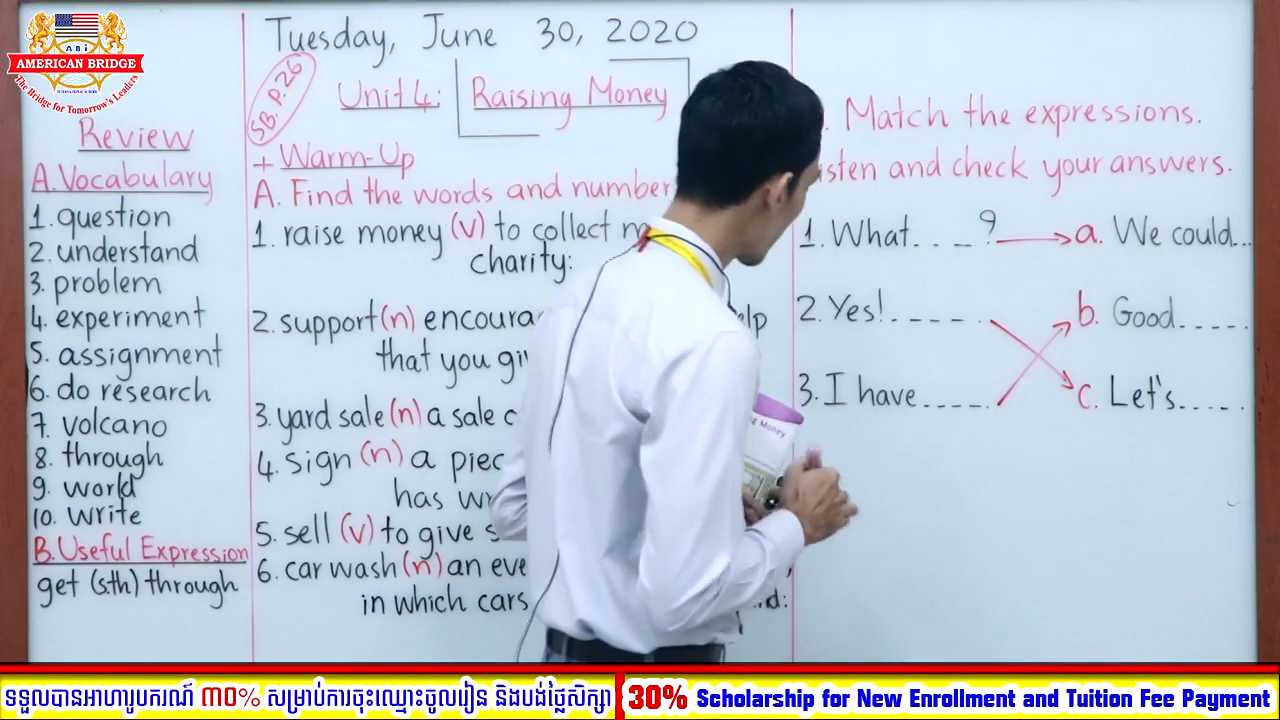 ABi
AMERICAN BRIDGE
INTERNATIONAL SCHOOL
The Bridge for Tomorrow's Leaders
Tuesday, June 30, 2020
SB. P.26
Unit 4: Raising Money
Review
A. Vocabulary
1. question
2. understand
3. problem
4. experiment
5. assignment
6. do research
7. volcano
8. through
9. world
10. write
B. Useful Expression
get (s.th) through
+ Warm-Up
A. Find the words and number
1. raise money (v) to collect
charity:
2. support (n)
that you
3. yard sale (n) a sale
4. sign (n) a
has
5. sell (v) to give
6. car wash (n) an
in which cars
Match the expressions.
and check your answers.
1. What. . . _ ? a. We could...
2. Yes! _ _ _ _ . b. Good. _ _ _ _ .
3. I have _ _ _ _ . c. Let's. _ _ _ .
Money
ទទួលបានអាហារូបករណ៍ ៣០% សម្រាប់ការចុះឈ្មោះចូលរៀន និងបង់ថ្លៃសិក្សា
30% Scholarship for New Enrollment and Tuition Fee Payment